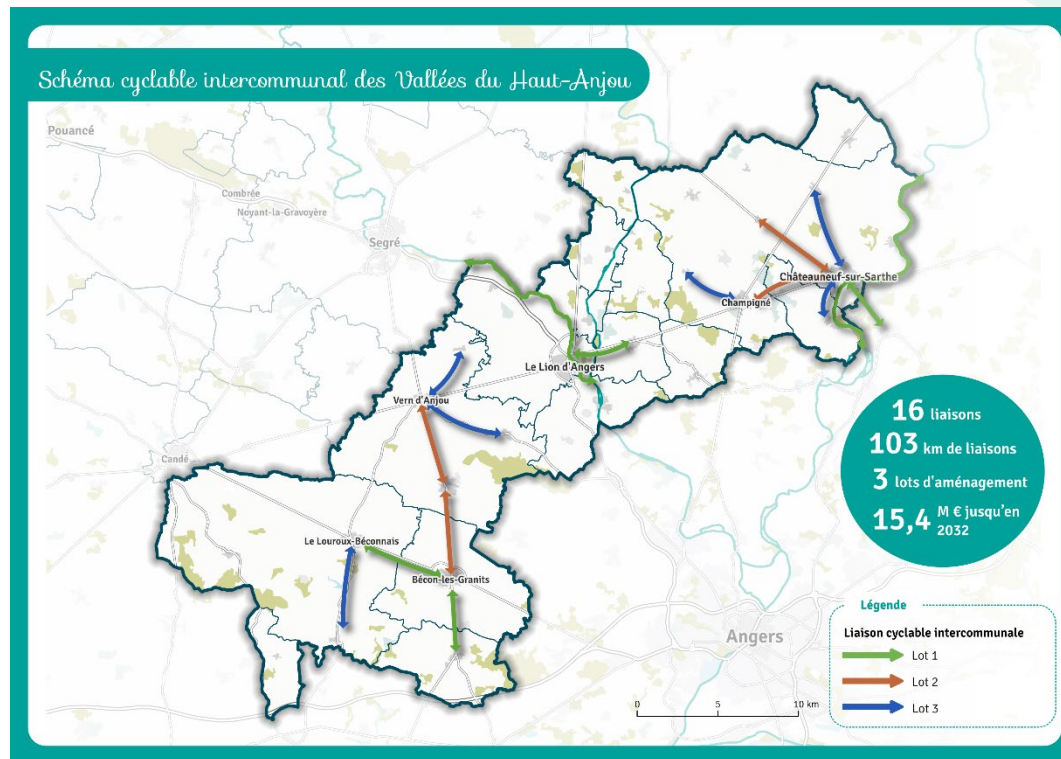 Schéma cyclable intercommunal des Vallées du Haut-Anjou
Pouancé
Combrée
Noyant-la-Gravoyère
Segré
Châteauneuf-sur-Sarthe
Champigné
Le Lion d'Angers
Vern d'Anjou
Candé
Le Louroux-Béconnais
Bécon-les-Granits
Angers
16 liaisons
103 km de liaisons
3 lots d'aménagement
15,4 M € jusqu'en
2032
Légende
Liaison cyclable intercommunale
Lot 1
Lot 2
Lot 3
0 5 10 km